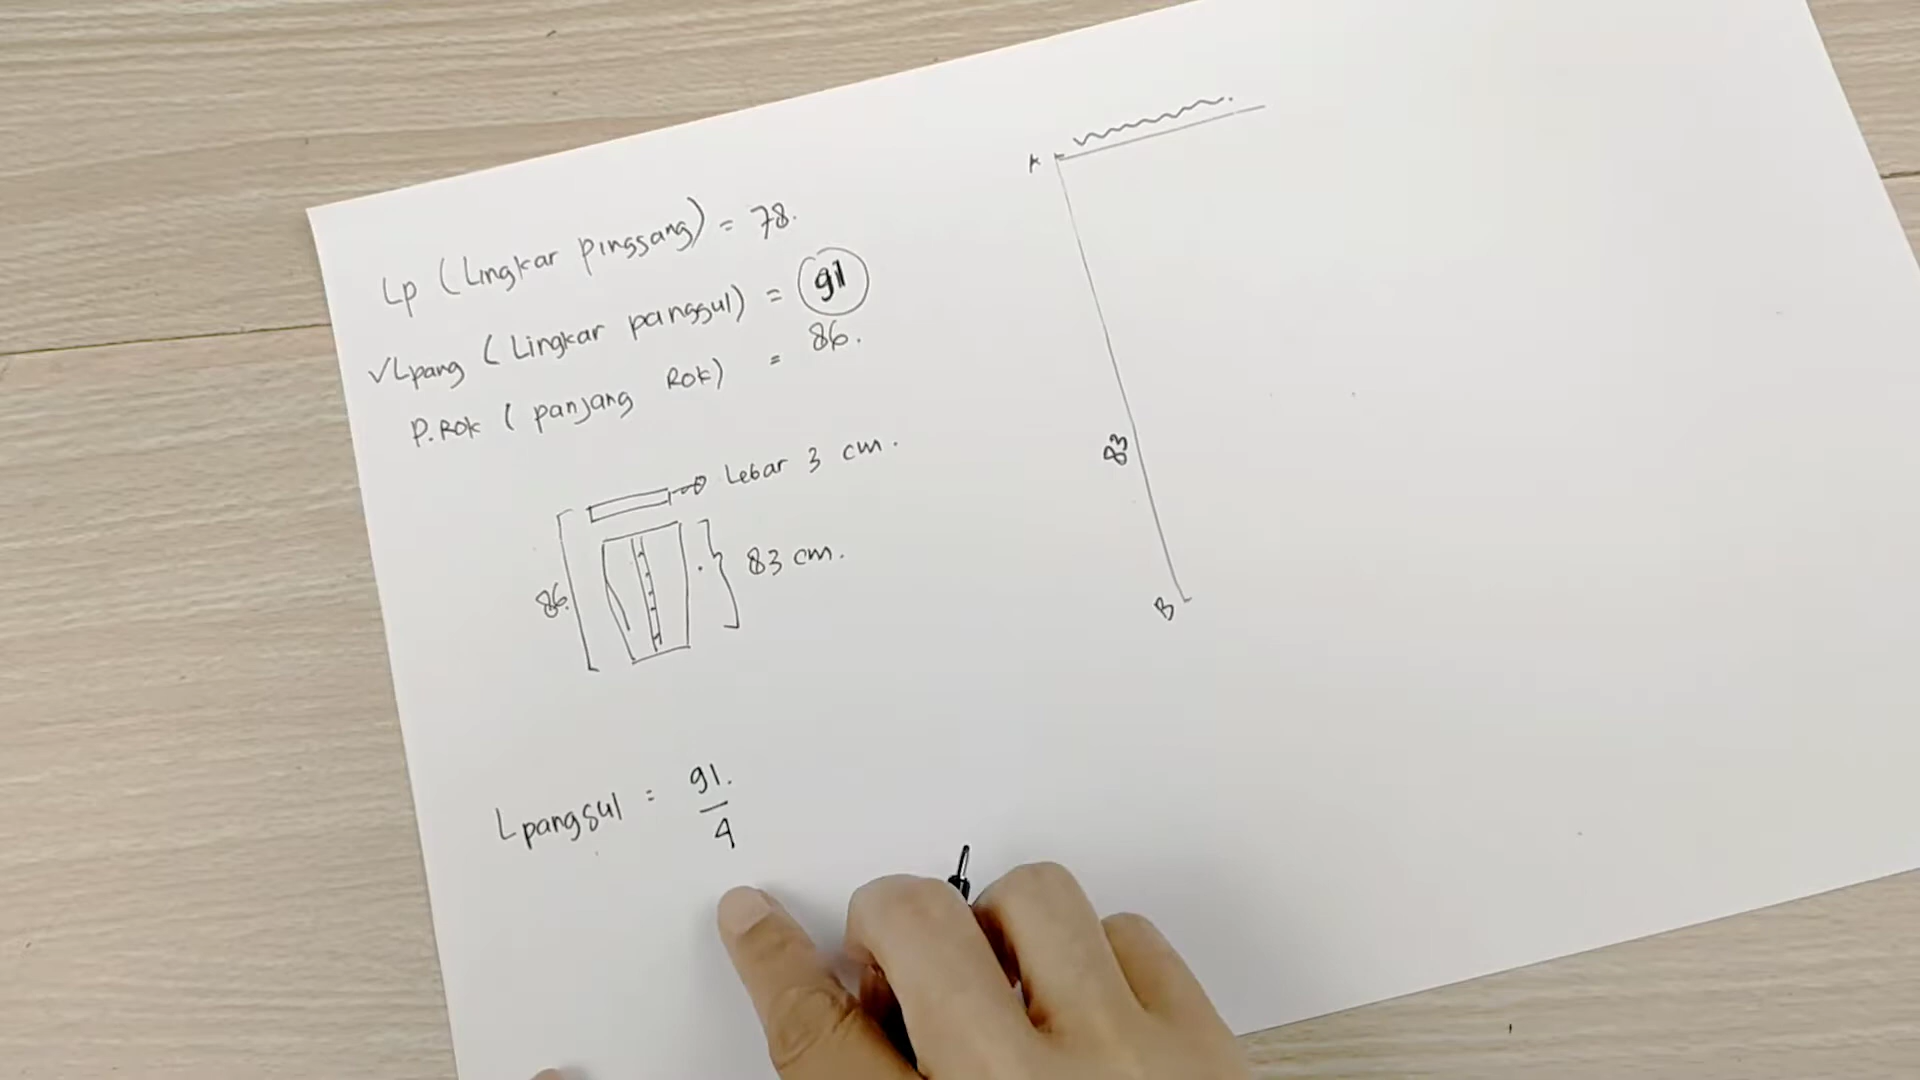 Lp (Lingkar pinggang) = 78.
√Lpang (Lingkar panggul) = 91
P.Rok (panjang Rok) = 86.
Lebar 3 cm.
86.
83 cm.
Lpanggul = 91.
4
A
83
B